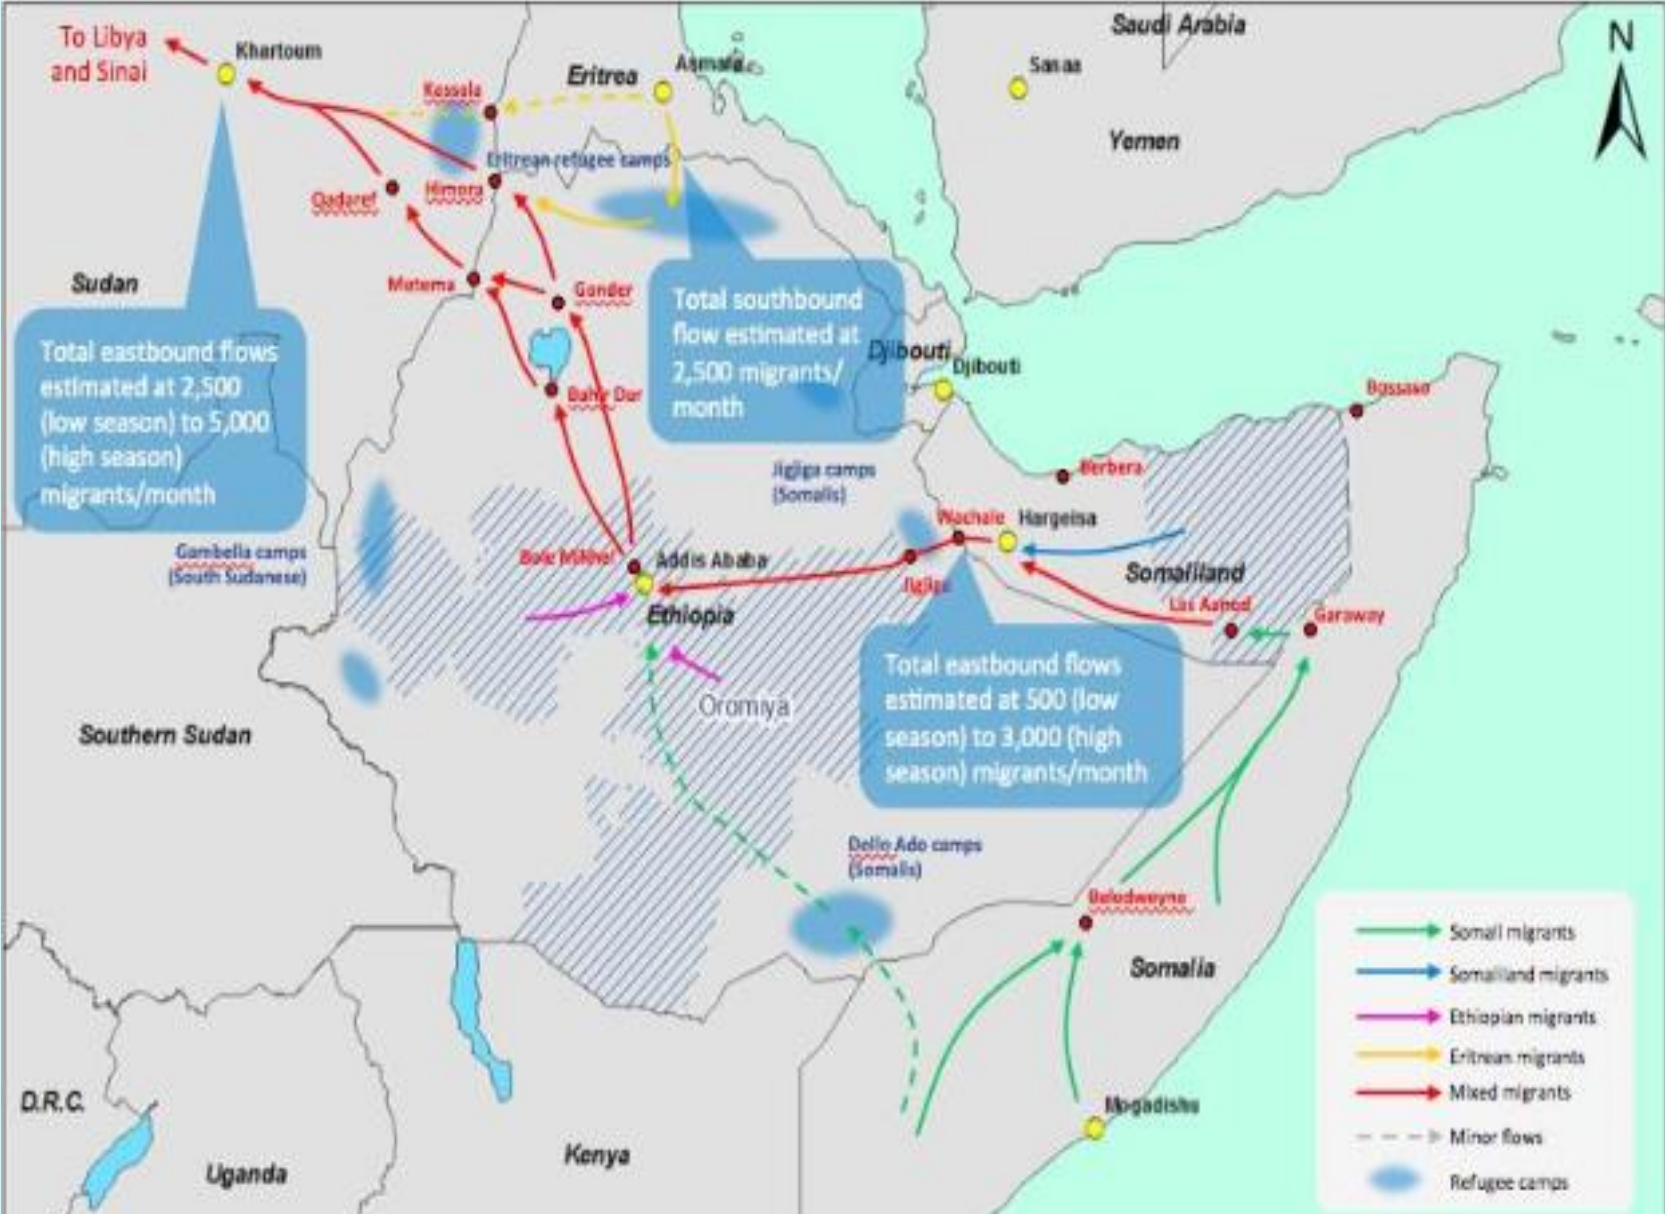 To Libya
and Sinai
Khartoum
Kassala
Eritrea
Asmara
Sanaa
Saudi Arabia
N
Yemen
Eritrean refugee camps
Qadaref
Himora
Sudan
Metema
Gonder
Total southbound
flow estimated at
2,500 migrants/
month
Total eastbound flows
estimated at 2,500
(low season) to 5,000
(high season)
migrants/month
Djibouti
Djibouti
Bahir Dar
Bossaso
Berbera
Jigjiga camps
(Somalis)
Wachale
Hargeisa
Gambella camps
(South Sudanese)
Bole Mikhel
Addis Ababa
Jigjiga
Somaliland
Ethiopia
Las Aanod
Garaway
Total eastbound flows
estimated at 500 (low
season) to 3,000 (high
season) migrants/month
Oromiya
Southern Sudan
Dollo Ado camps
(Somalis)
Beledweyne
Somalia
Mogadishu
D.R.C.
Uganda
Kenya
Somali migrants
Somaliland migrants
Ethiopian migrants
Eritrean migrants
Mixed migrants
Minor flows
Refugee camps